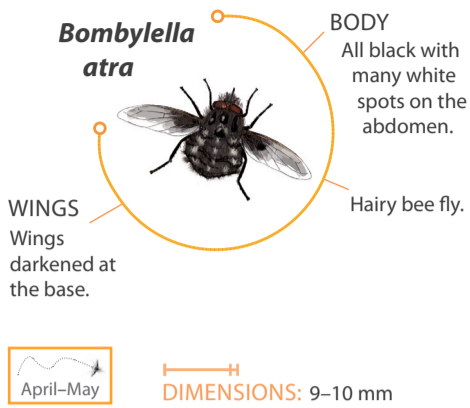 Bombylella
atra
BODY
All black with
many white
spots on the
abdomen.
Hairy bee fly.
WINGS
Wings
darkened at
the base.
April–May
DIMENSIONS: 9–10 mm